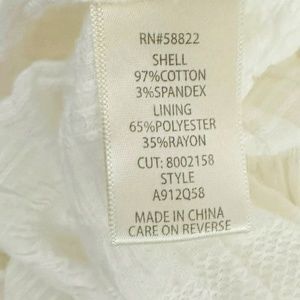 RN#58822
SHELL
97%COTTON
3%SPANDEX
LINING
65%POLYESTER
35%RAYON
CUT: 8002158
STYLE
A912Q58
MADE IN CHINA
CARE ON REVERSE